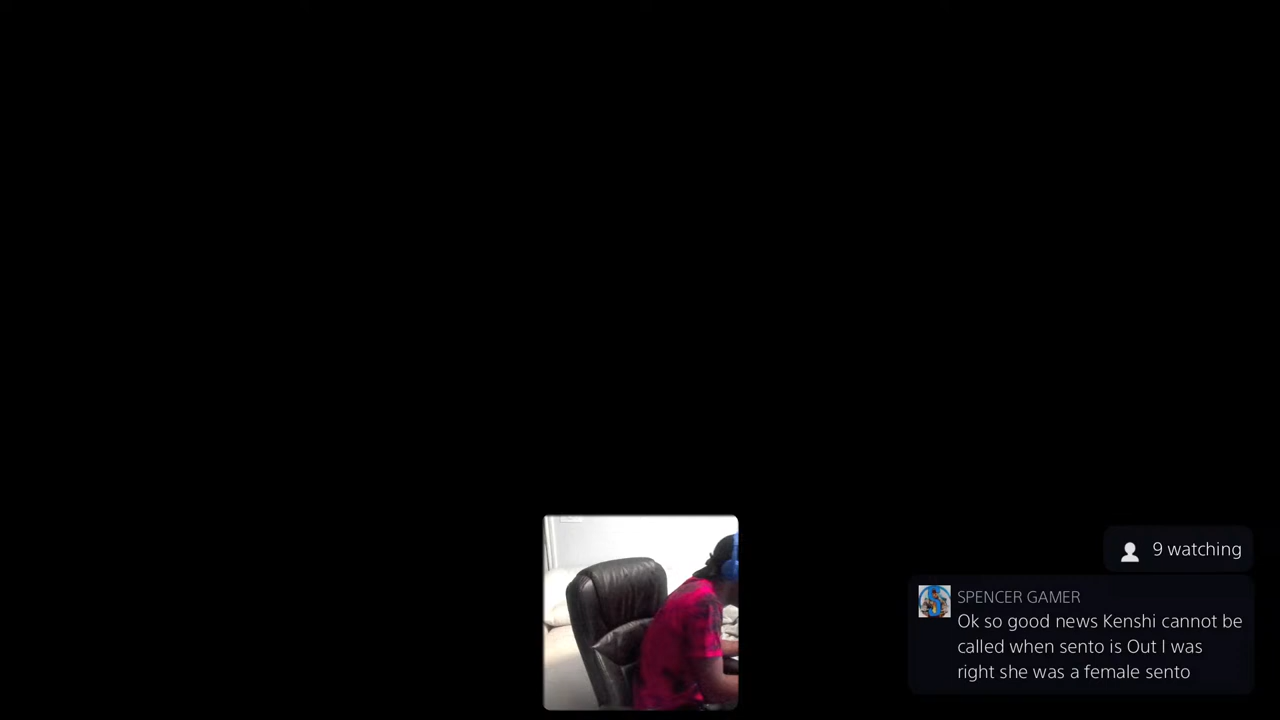 9 watching
SPENCER GAMER
Ok so good news Kenshi cannot be
called when sento is Out I was
right she was a female sento